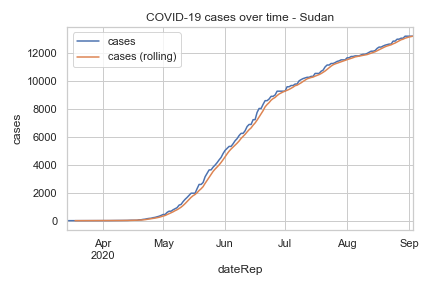 COVID-19 cases over time - Sudan
cases
cases (rolling)
cases
12000
10000
8000
6000
4000
2000
0
Apr May Jun Jul Aug Sep
2020
dateRep